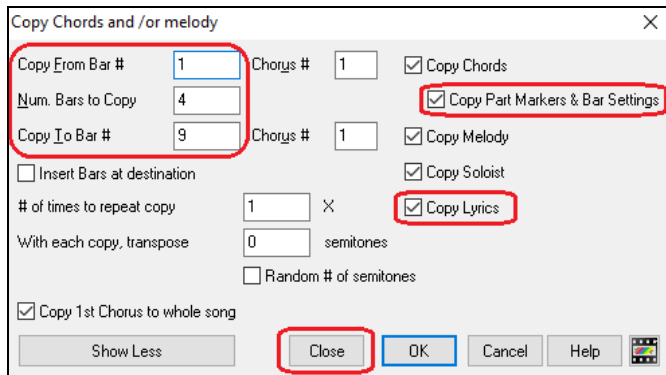 Copy Chords and /or melody
Copy From Bar # 1 Chorus # 1 Copy Chords
Num. Bars to Copy 4 Copy Part Markers & Bar Settings
Copy To Bar # 9 Chorus # 1 Copy Melody
Insert Bars at destination Copy Soloist
# of times to repeat copy 1 X Copy Lyrics
With each copy, transpose 0 semitones
Random # of semitones
Copy 1st Chorus to whole song
Show Less Close OK Cancel Help